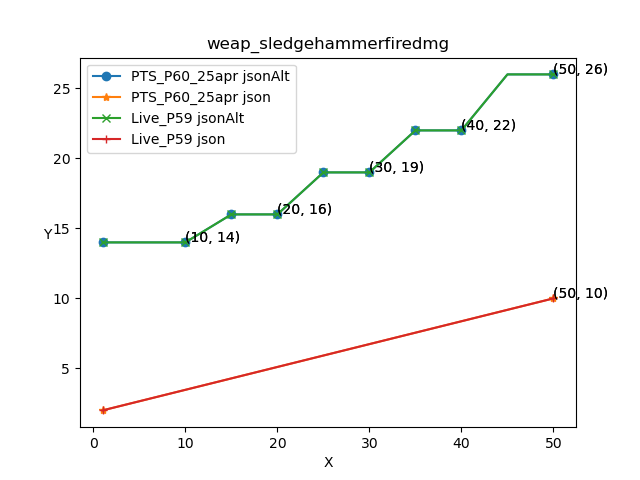 weap_sledgehammerfiredmg
PTS_P60_25apr jsonAlt
PTS_P60_25apr json
Live_P59 jsonAlt
Live_P59 json
(50, 26)
(40, 22)
(30, 19)
(20, 16)
(10, 14)
(50, 10)
Y
25
20
15
10
5
0
10
20
30
40
50
X